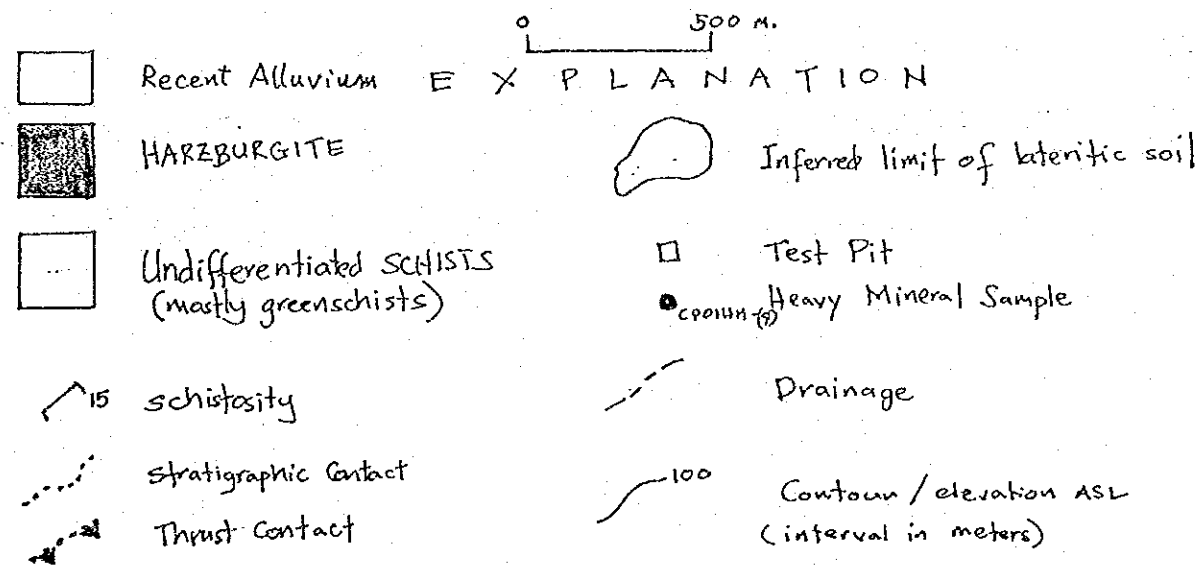 0 500 M.
Recent Alluvium
E X P L A N A T I O N
HARZBURGITE
Inferred limit of lateritic soil
Undifferentiated SCHISTS
(mostly greenschists)
Test Pit
Heavy Mineral Sample
15 schistosity
Drainage
Stratigraphic Contact
Thrust Contact
100
Contour / elevation ASL
(interval in meters)